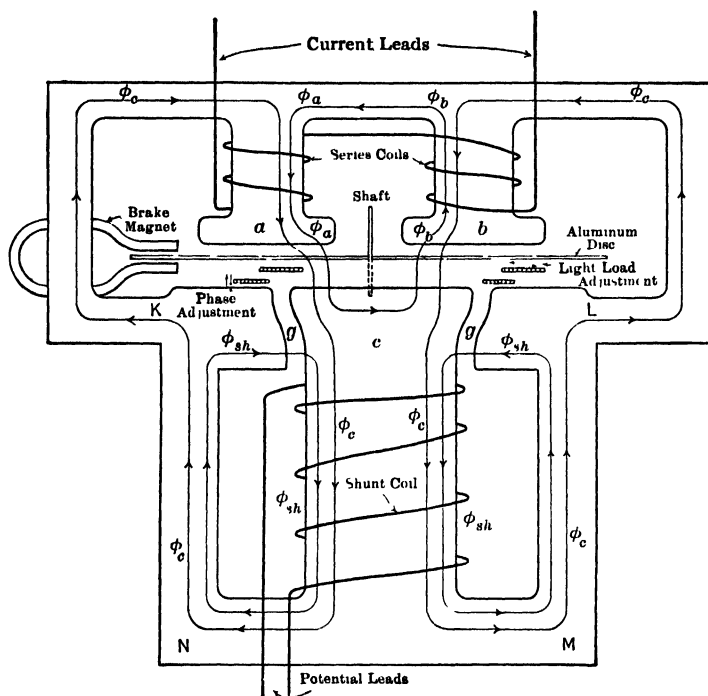 Current Leads
ϕc
ϕa
ϕb
ϕc
Series Coils
Shaft
Brake
Magnet
a
ϕa
ϕb
b
Aluminum
Disc
Light Load
Adjustment
Phase
Adjustment
K
L
g
c
g
ϕsh
ϕsh
ϕc
ϕc
Shunt Coil
ϕsh
ϕsh
ϕc
ϕc
N
M
Potential Leads